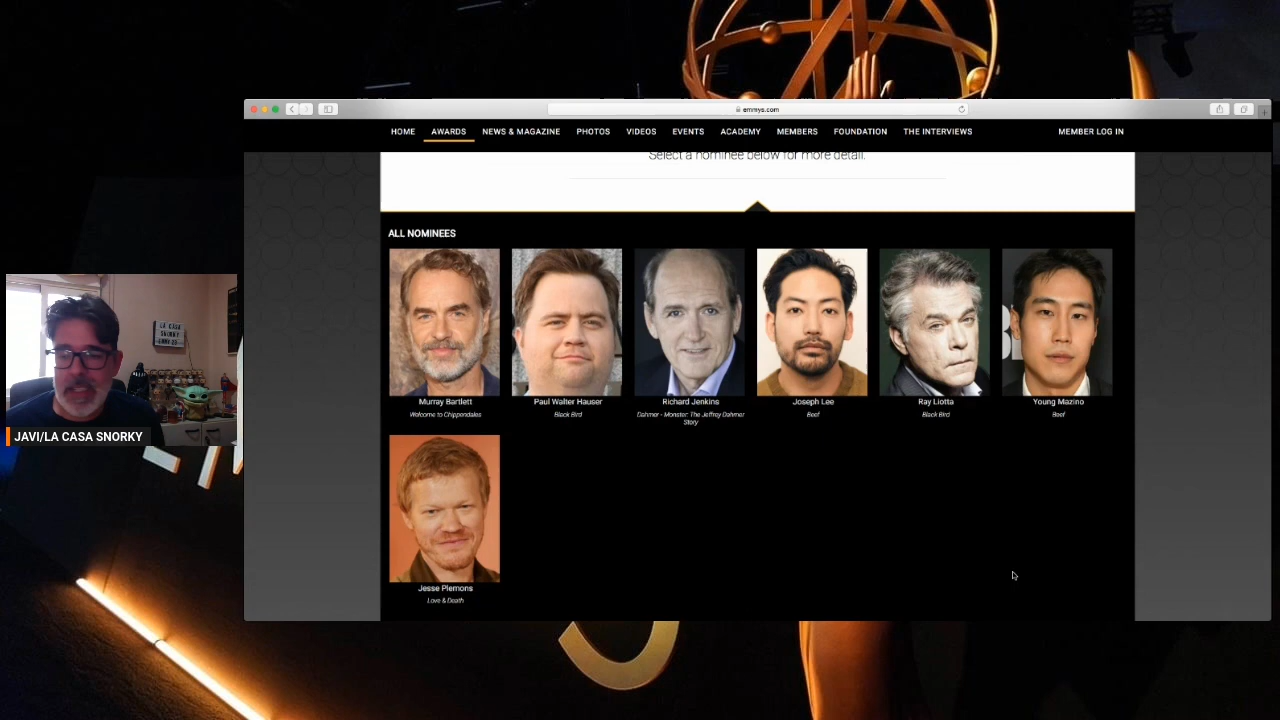 emmys.com
HOME AWARDS NEWS & MAGAZINE PHOTOS VIDEOS EVENTS ACADEMY MEMBERS FOUNDATION THE INTERVIEWS MEMBER LOG IN
Select a nominee below for more detail.
ALL NOMINEES
Murray Bartlett
Welcome to Chippendales
Paul Walter Hauser
Black Bird
Richard Jenkins
Dahmer - Monster: The Jeffrey Dahmer
Story
Joseph Lee
Beef
Ray Liotta
Black Bird
Young Mazino
Beef
Jesse Plemons
Love & Death
LA CASA
SNORKY
JAVI/LA CASA SNORKY